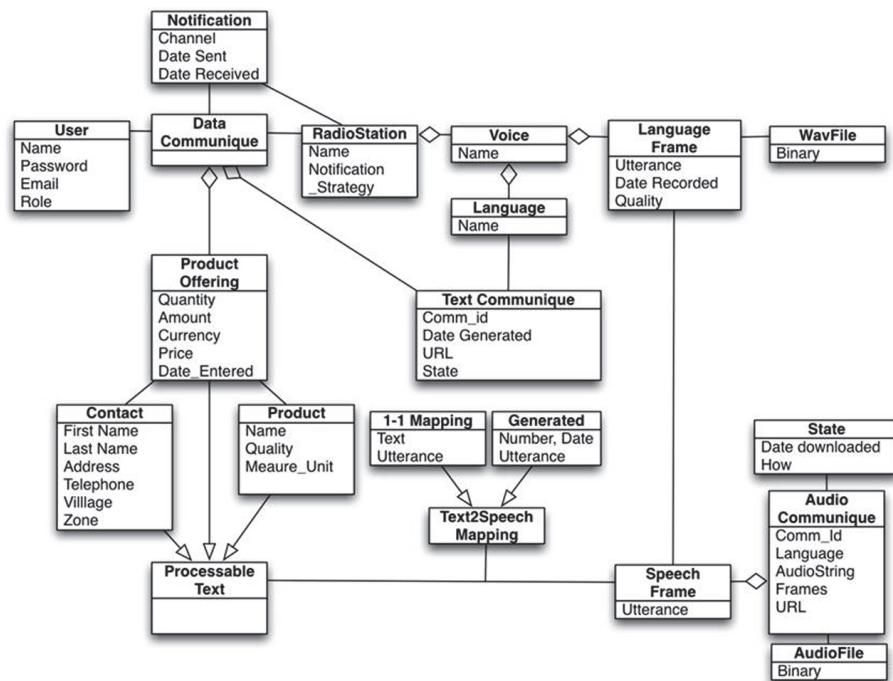 Notification
Channel
Date Sent
Date Received
User
Name
Password
Email
Role
Data
Communique
RadioStation
Name
Notification
_Strategy
Voice
Name
Language
Frame
Utterance
Date Recorded
Quality
WavFile
Binary
Language
Name
Product
Offering
Quantity
Amount
Currency
Price
Date_Entered
Text Communique
Comm_id
Date Generated
URL
State
Contact
First Name
Last Name
Address
Telephone
Villlage
Zone
Product
Name
Quality
Meaure_Unit
1-1 Mapping
Text
Utterance
Generated
Number, Date
Utterance
State
Date downloaded
How
Text2Speech
Mapping
Audio
Communique
Comm_Id
Language
AudioString
Frames
URL
Processable
Text
Speech
Frame
Utterance
AudioFile
Binary